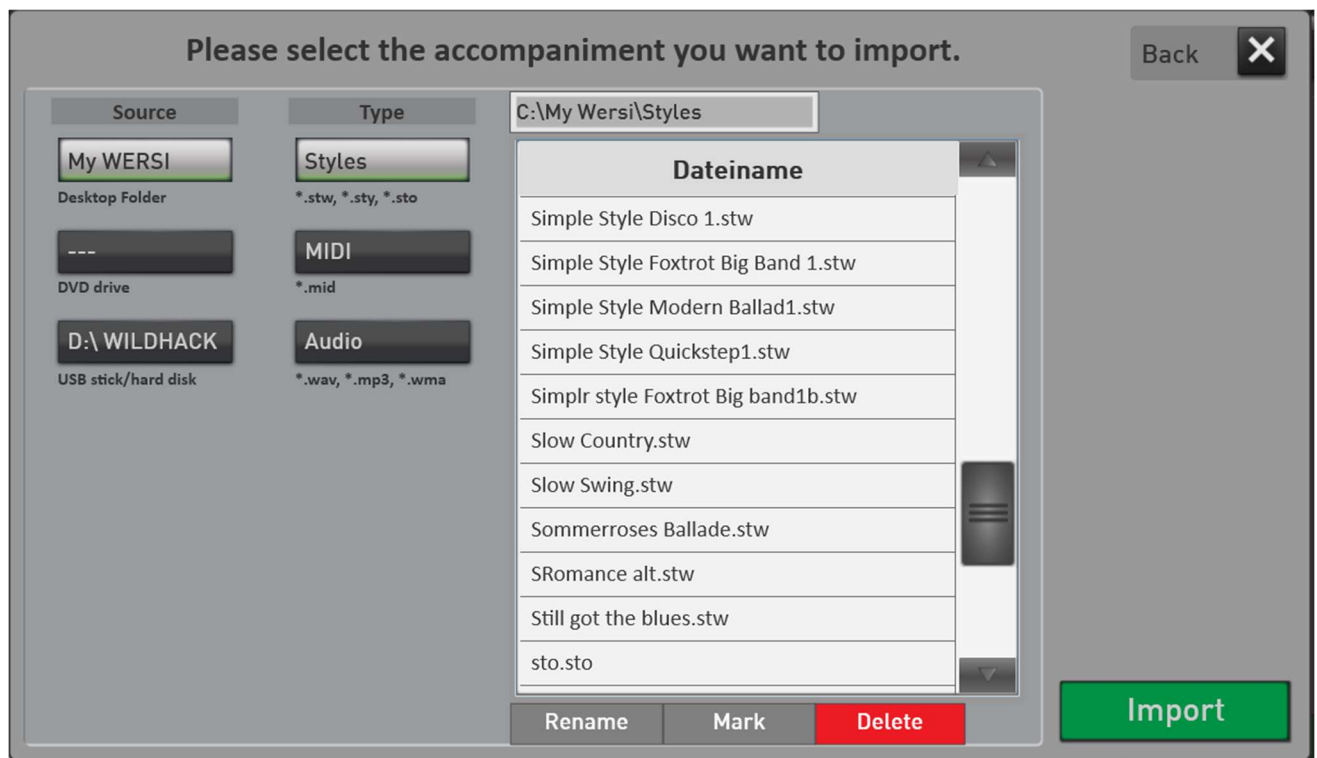 Please select the accompaniment you want to import.
Back
Source
Type
C:\My Wersi\Styles
My WERSI
Styles
Desktop Folder
*.stw, *.sty, *.sto
---
MIDI
DVD drive
*.mid
D:\ WILDHACK
Audio
USB stick/hard disk
*.wav, *.mp3, *.wma
Dateiname
Simple Style Disco 1.stw
Simple Style Foxtrot Big Band 1.stw
Simple Style Modern Ballad1.stw
Simple Style Quickstep1.stw
Simplr style Foxtrot Big band1b.stw
Slow Country.stw
Slow Swing.stw
Sommerroses Ballade.stw
SRomance alt.stw
Still got the blues.stw
sto.sto
Rename
Mark
Delete
Import